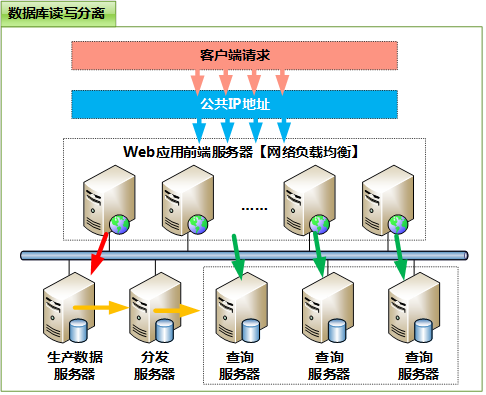 数据库读写分离
客户端请求
公共IP地址
Web应用前端服务器【网络负载均衡】
……
生产数据
服务器
分发
服务器
查询
服务器
查询
服务器
查询
服务器